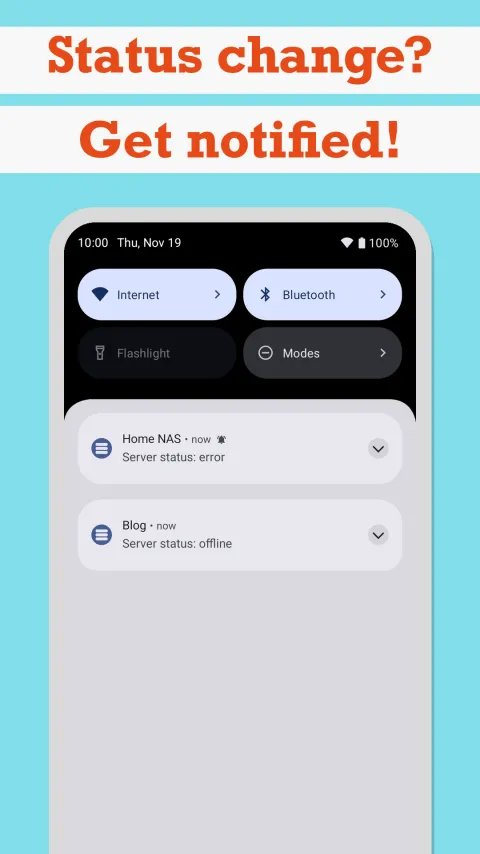 Status change?
Get notified!
10:00 Thu, Nov 19 100%
Internet Bluetooth
Flashlight Modes
Home NAS • now
Server status: error
Blog • now
Server status: offline